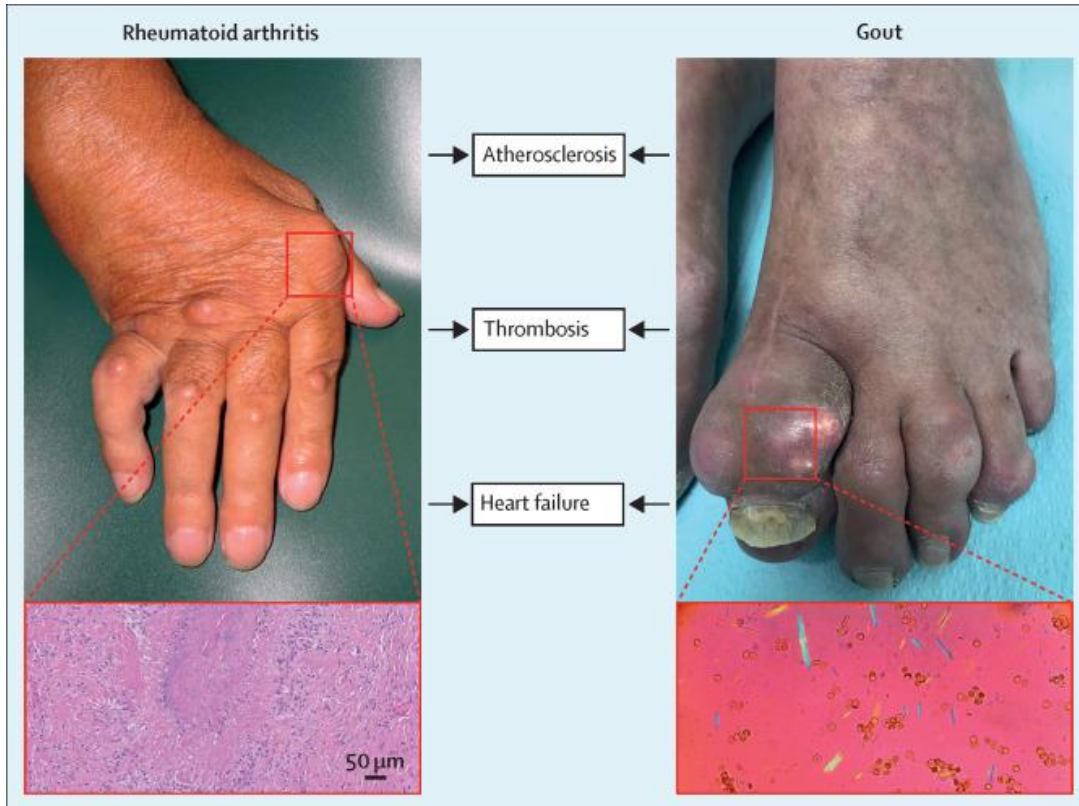 Rheumatoid arthritis
Gout
Atherosclerosis
Thrombosis
Heart failure
50 µm